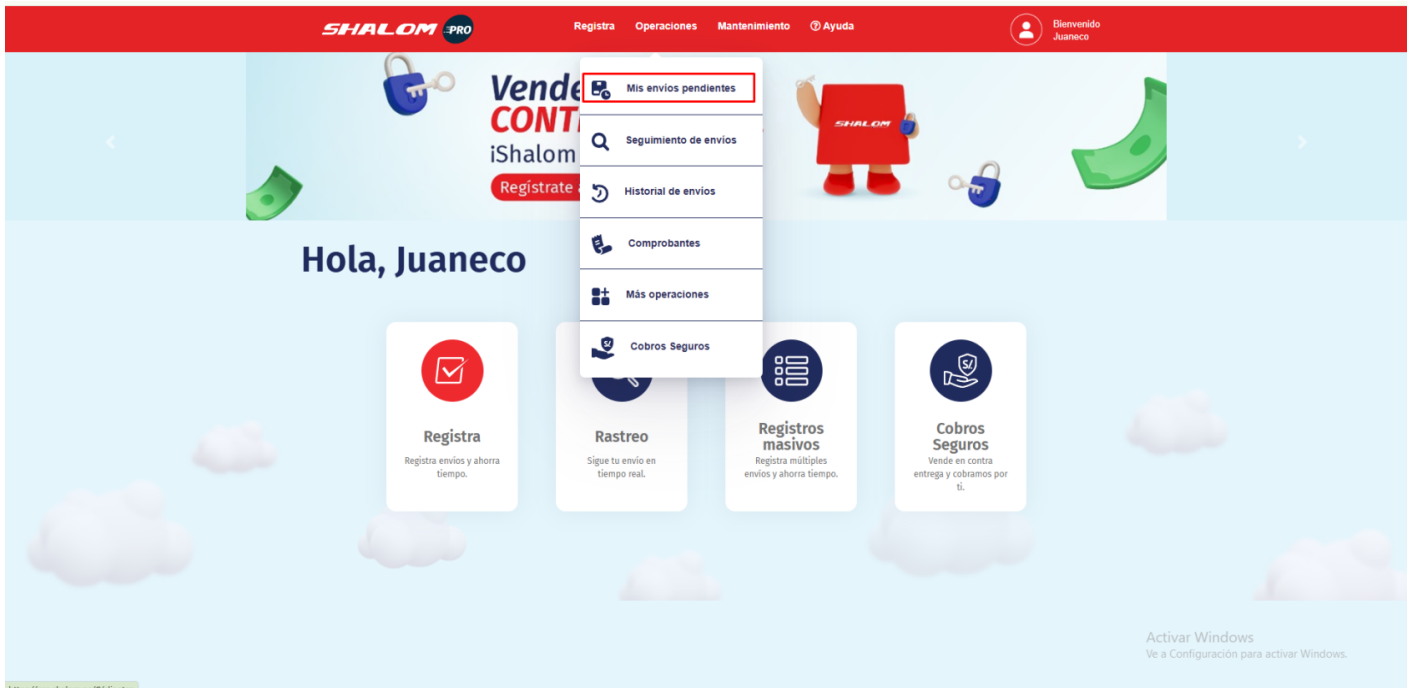 SHALOM PRO
Registra
Operaciones
Mantenimiento
Ayuda
Bienvenido
Juaneco
Vende
CONT
iShalom
Regístrate
SHALOM
Mis envíos pendientes
Seguimiento de envíos
Historial de envíos
Comprobantes
Más operaciones
Cobros Seguros
Hola, Juaneco
Registra
Registra envíos y ahorra
tiempo.
Rastreo
Sigue tu envío en
tiempo real.
Registros
masivos
Registra múltiples
envíos y ahorra tiempo.
S/
Cobros
Seguros
Vende en contra
entrega y cobramos por
ti.
Activar Windows
Ve a Configuración para activar Windows.